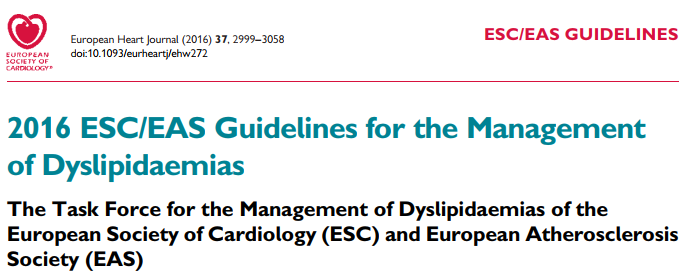 EUROPEAN
SOCIETY OF
CARDIOLOGY®
European Heart Journal (2016) 37, 2999–3058
doi:10.1093/eurheartj/ehw272
ESC/EAS GUIDELINES
2016 ESC/EAS Guidelines for the Management
of Dyslipidaemias
The Task Force for the Management of Dyslipidaemias of the
European Society of Cardiology (ESC) and European Atherosclerosis
Society (EAS)